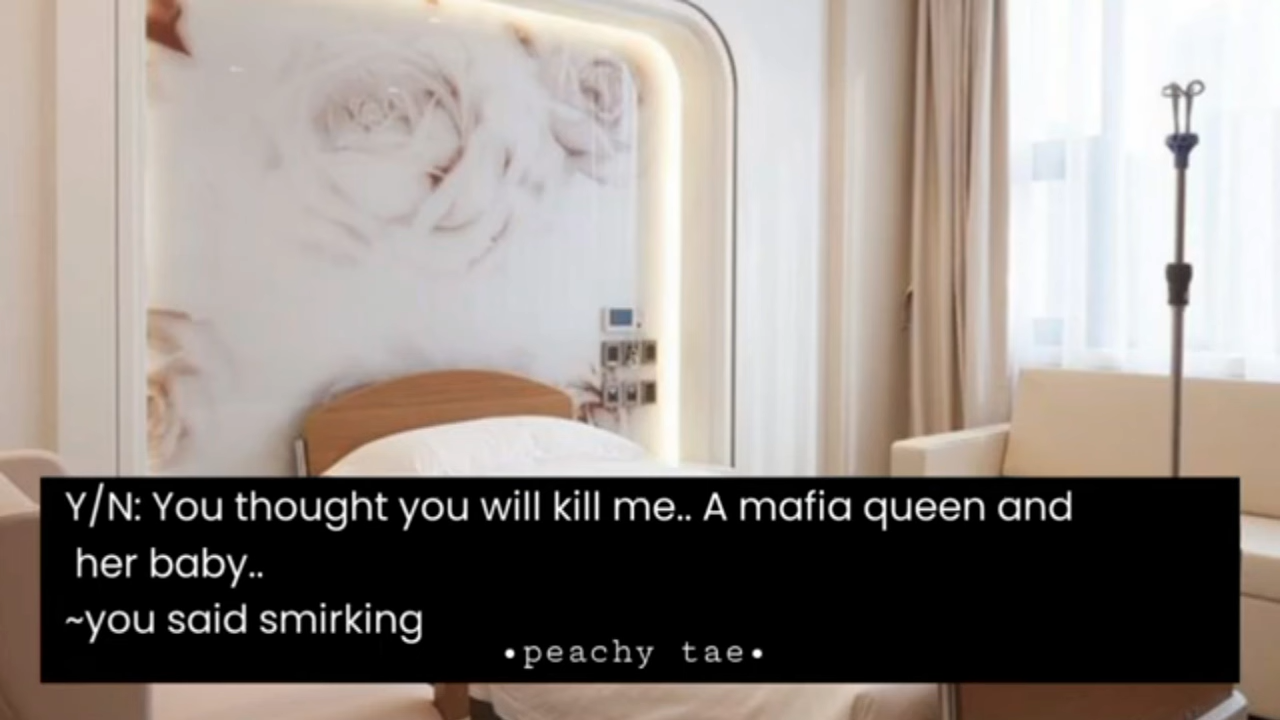 Y/N: You thought you will kill me.. A mafia queen and
her baby..
~you said smirking
•peachy tae•